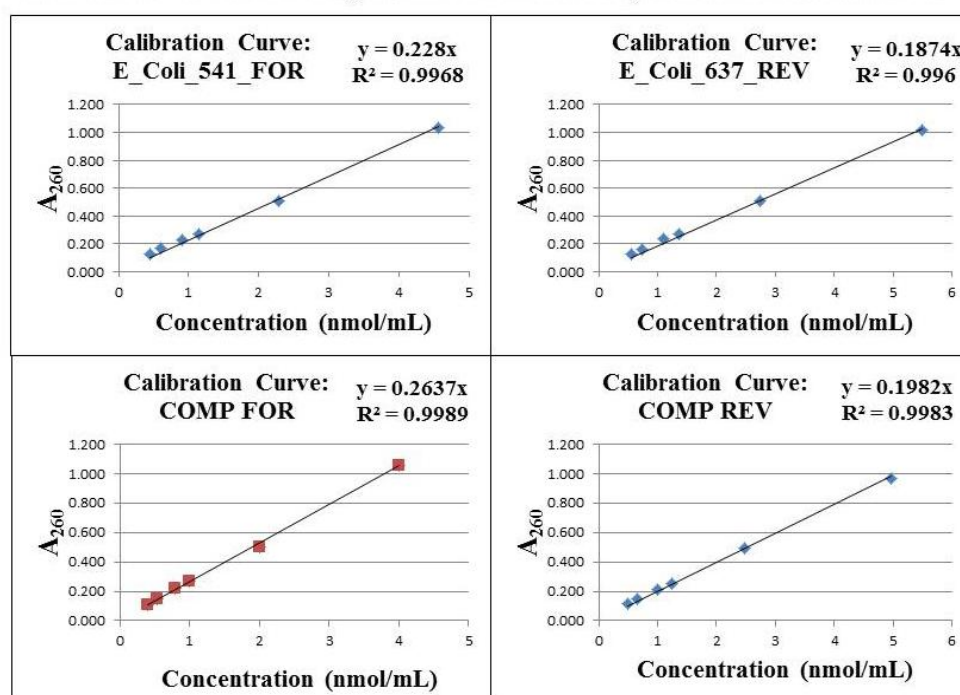 Calibration Curve:
E_Coli_541_FOR
y = 0.228x
R² = 0.9968
1.200
1.000
0.800
0.600
0.400
0.200
0.000
A260
0 1 2 3 4 5
Concentration (nmol/mL)
Calibration Curve:
E_Coli_637_REV
y = 0.1874x
R² = 0.996
1.200
1.000
0.800
0.600
0.400
0.200
0.000
A260
0 1 2 3 4 5 6
Concentration (nmol/mL)
Calibration Curve:
COMP FOR
y = 0.2637x
R² = 0.9989
1.200
1.000
0.800
0.600
0.400
0.200
0.000
A260
0 1 2 3 4 5
Concentration (nmol/mL)
Calibration Curve:
COMP REV
y = 0.1982x
R² = 0.9983
1.200
1.000
0.800
0.600
0.400
0.200
0.000
A260
0 1 2 3 4 5 6
Concentration (nmol/mL)